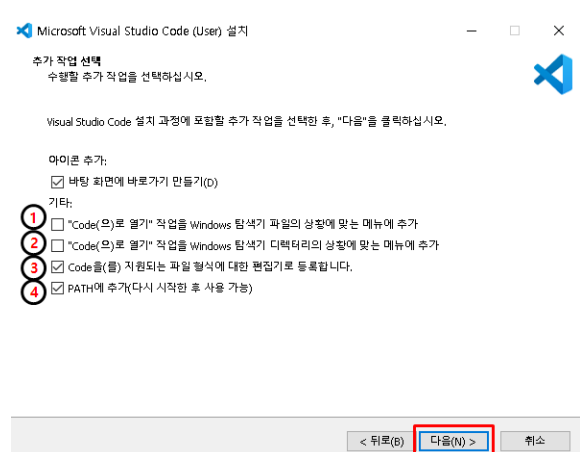 Microsoft Visual Studio Code (User) 설치
추가 작업 선택
수행할 추가 작업을 선택하십시오.
Visual Studio Code 설치 과정에 포함할 추가 작업을 선택한 후, "다음"을 클릭하십시오.
아이콘 추가:
바탕 화면에 바로가기 만들기(D)
기타:
1 "Code(으)로 열기" 작업을 Windows 탐색기 파일의 상황에 맞는 메뉴에 추가
2 "Code(으)로 열기" 작업을 Windows 탐색기 디렉터리의 상황에 맞는 메뉴에 추가
3 Code을(를) 지원되는 파일 형식에 대한 편집기로 등록합니다.
4 PATH에 추가(다시 시작한 후 사용 가능)
< 뒤로(B) 다음(N) > 취소